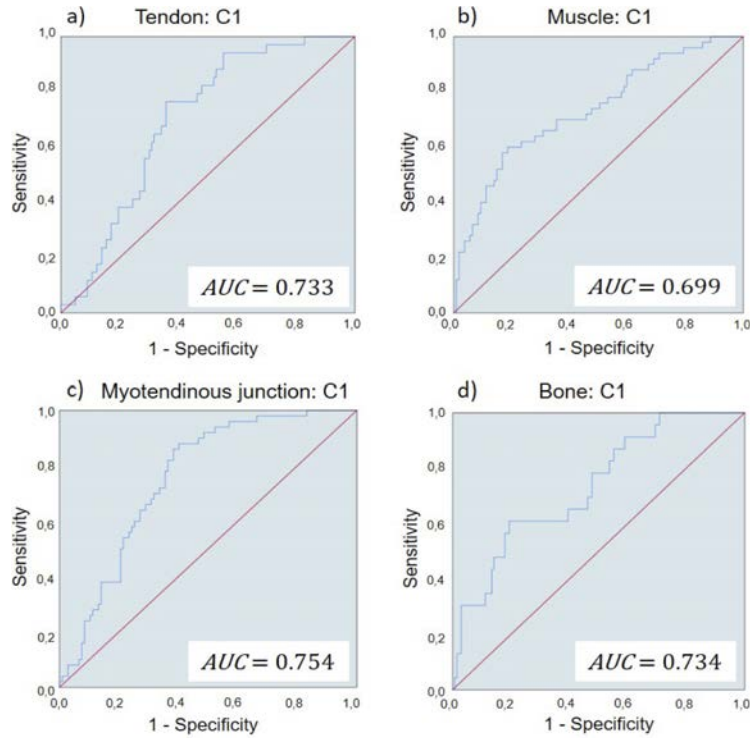 a) Tendon: C1
1,0
0,8
0,6
0,4
0,2
0,0
Sensitivity
AUC = 0.733
0,0 0,2 0,4 0,6 0,8 1,0
1 - Specificity
b) Muscle: C1
1,0
0,8
0,6
0,4
0,2
0,0
Sensitivity
AUC = 0.699
0,0 0,2 0,4 0,6 0,8 1,0
1 - Specificity
c) Myotendinous junction: C1
1,0
0,8
0,6
0,4
0,2
0,0
Sensitivity
AUC = 0.754
0,0 0,2 0,4 0,6 0,8 1,0
1 - Specificity
d) Bone: C1
1,0
0,8
0,6
0,4
0,2
0,0
Sensitivity
AUC = 0.734
0,0 0,2 0,4 0,6 0,8 1,0
1 - Specificity